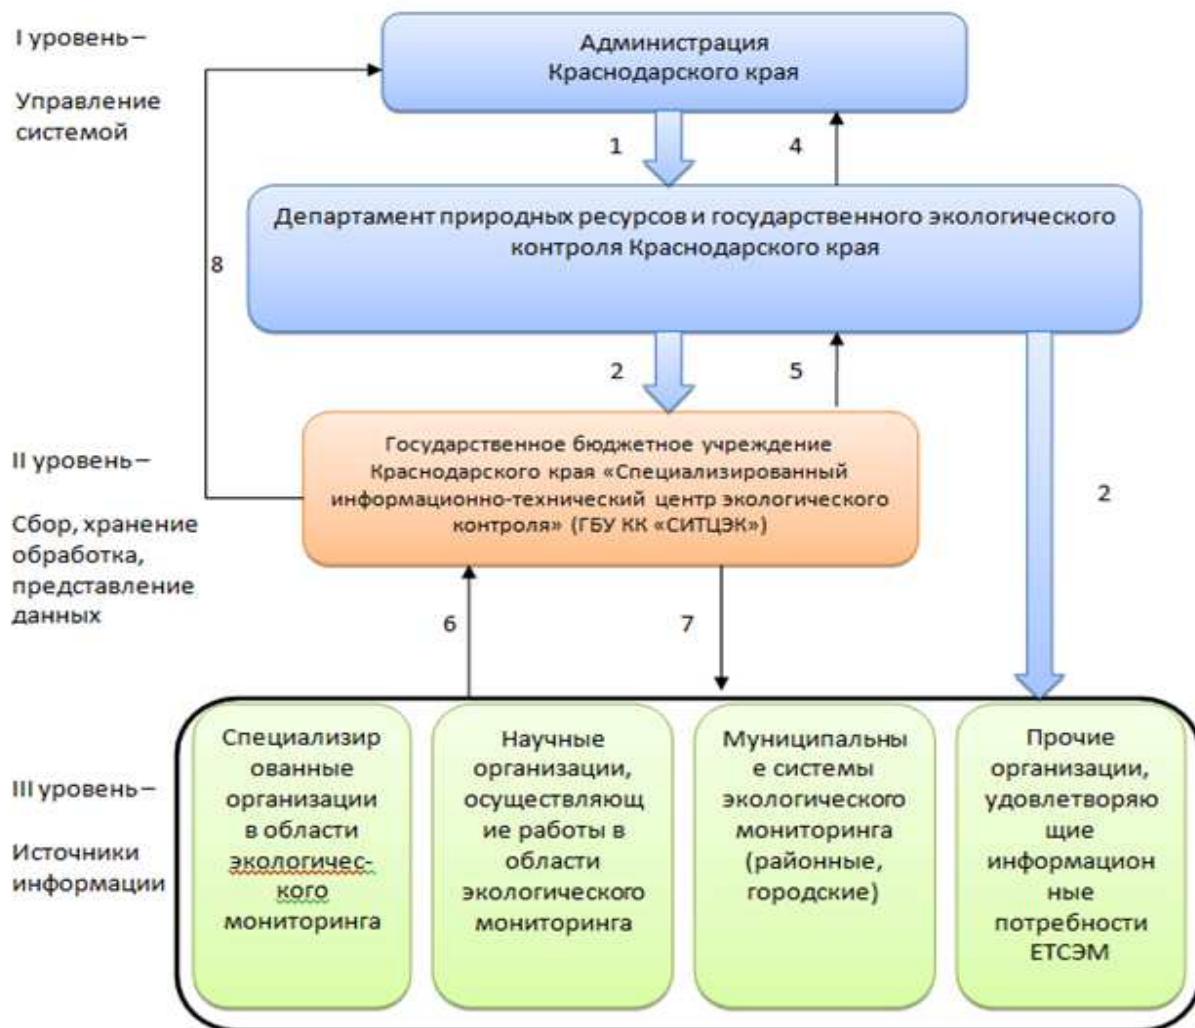 I уровень –
Управление
системой
Администрация
Краснодарского края
1
4
Департамент природных ресурсов и государственного экологического
контроля Краснодарского края
8
2
5
2
II уровень –
Сбор, хранение
обработка,
представление
данных
Государственное бюджетное учреждение
Краснодарского края «Специализированный
информационно-технический центр экологического
контроля» (ГБУ КК «СИТЦЭК»)
6
7
III уровень –
Источники
информации
Специализир
ованные
организации
в области
экологичес-
кого
мониторинга
Научные
организации,
осуществляющ
ие работы в
области
экологического
мониторинга
Муниципальны
е системы
экологического
мониторинга
(районные,
городские)
Прочие
организации,
удовлетворяю
щие
информацион
ные
потребности
ЕТСЭМ